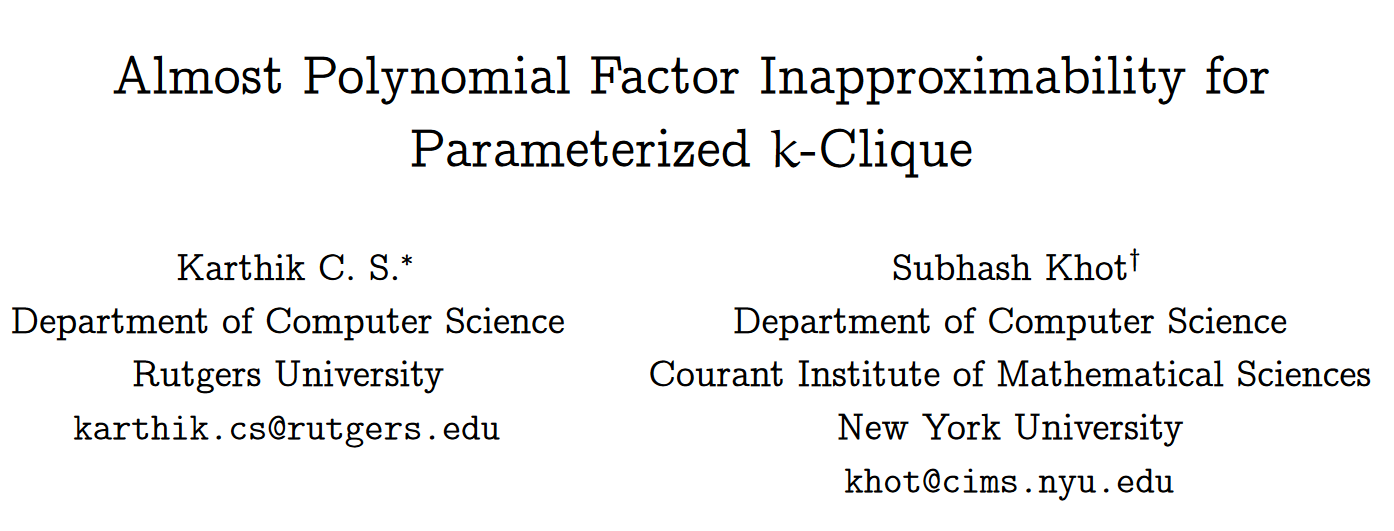 Almost Polynomial Factor Inapproximability for
Parameterized k-Clique
Karthik C. S.*
Department of Computer Science
Rutgers University
karthik.cs@rutgers.edu
Subhash Khot†
Department of Computer Science
Courant Institute of Mathematical Sciences
New York University
khot@cims.nyu.edu